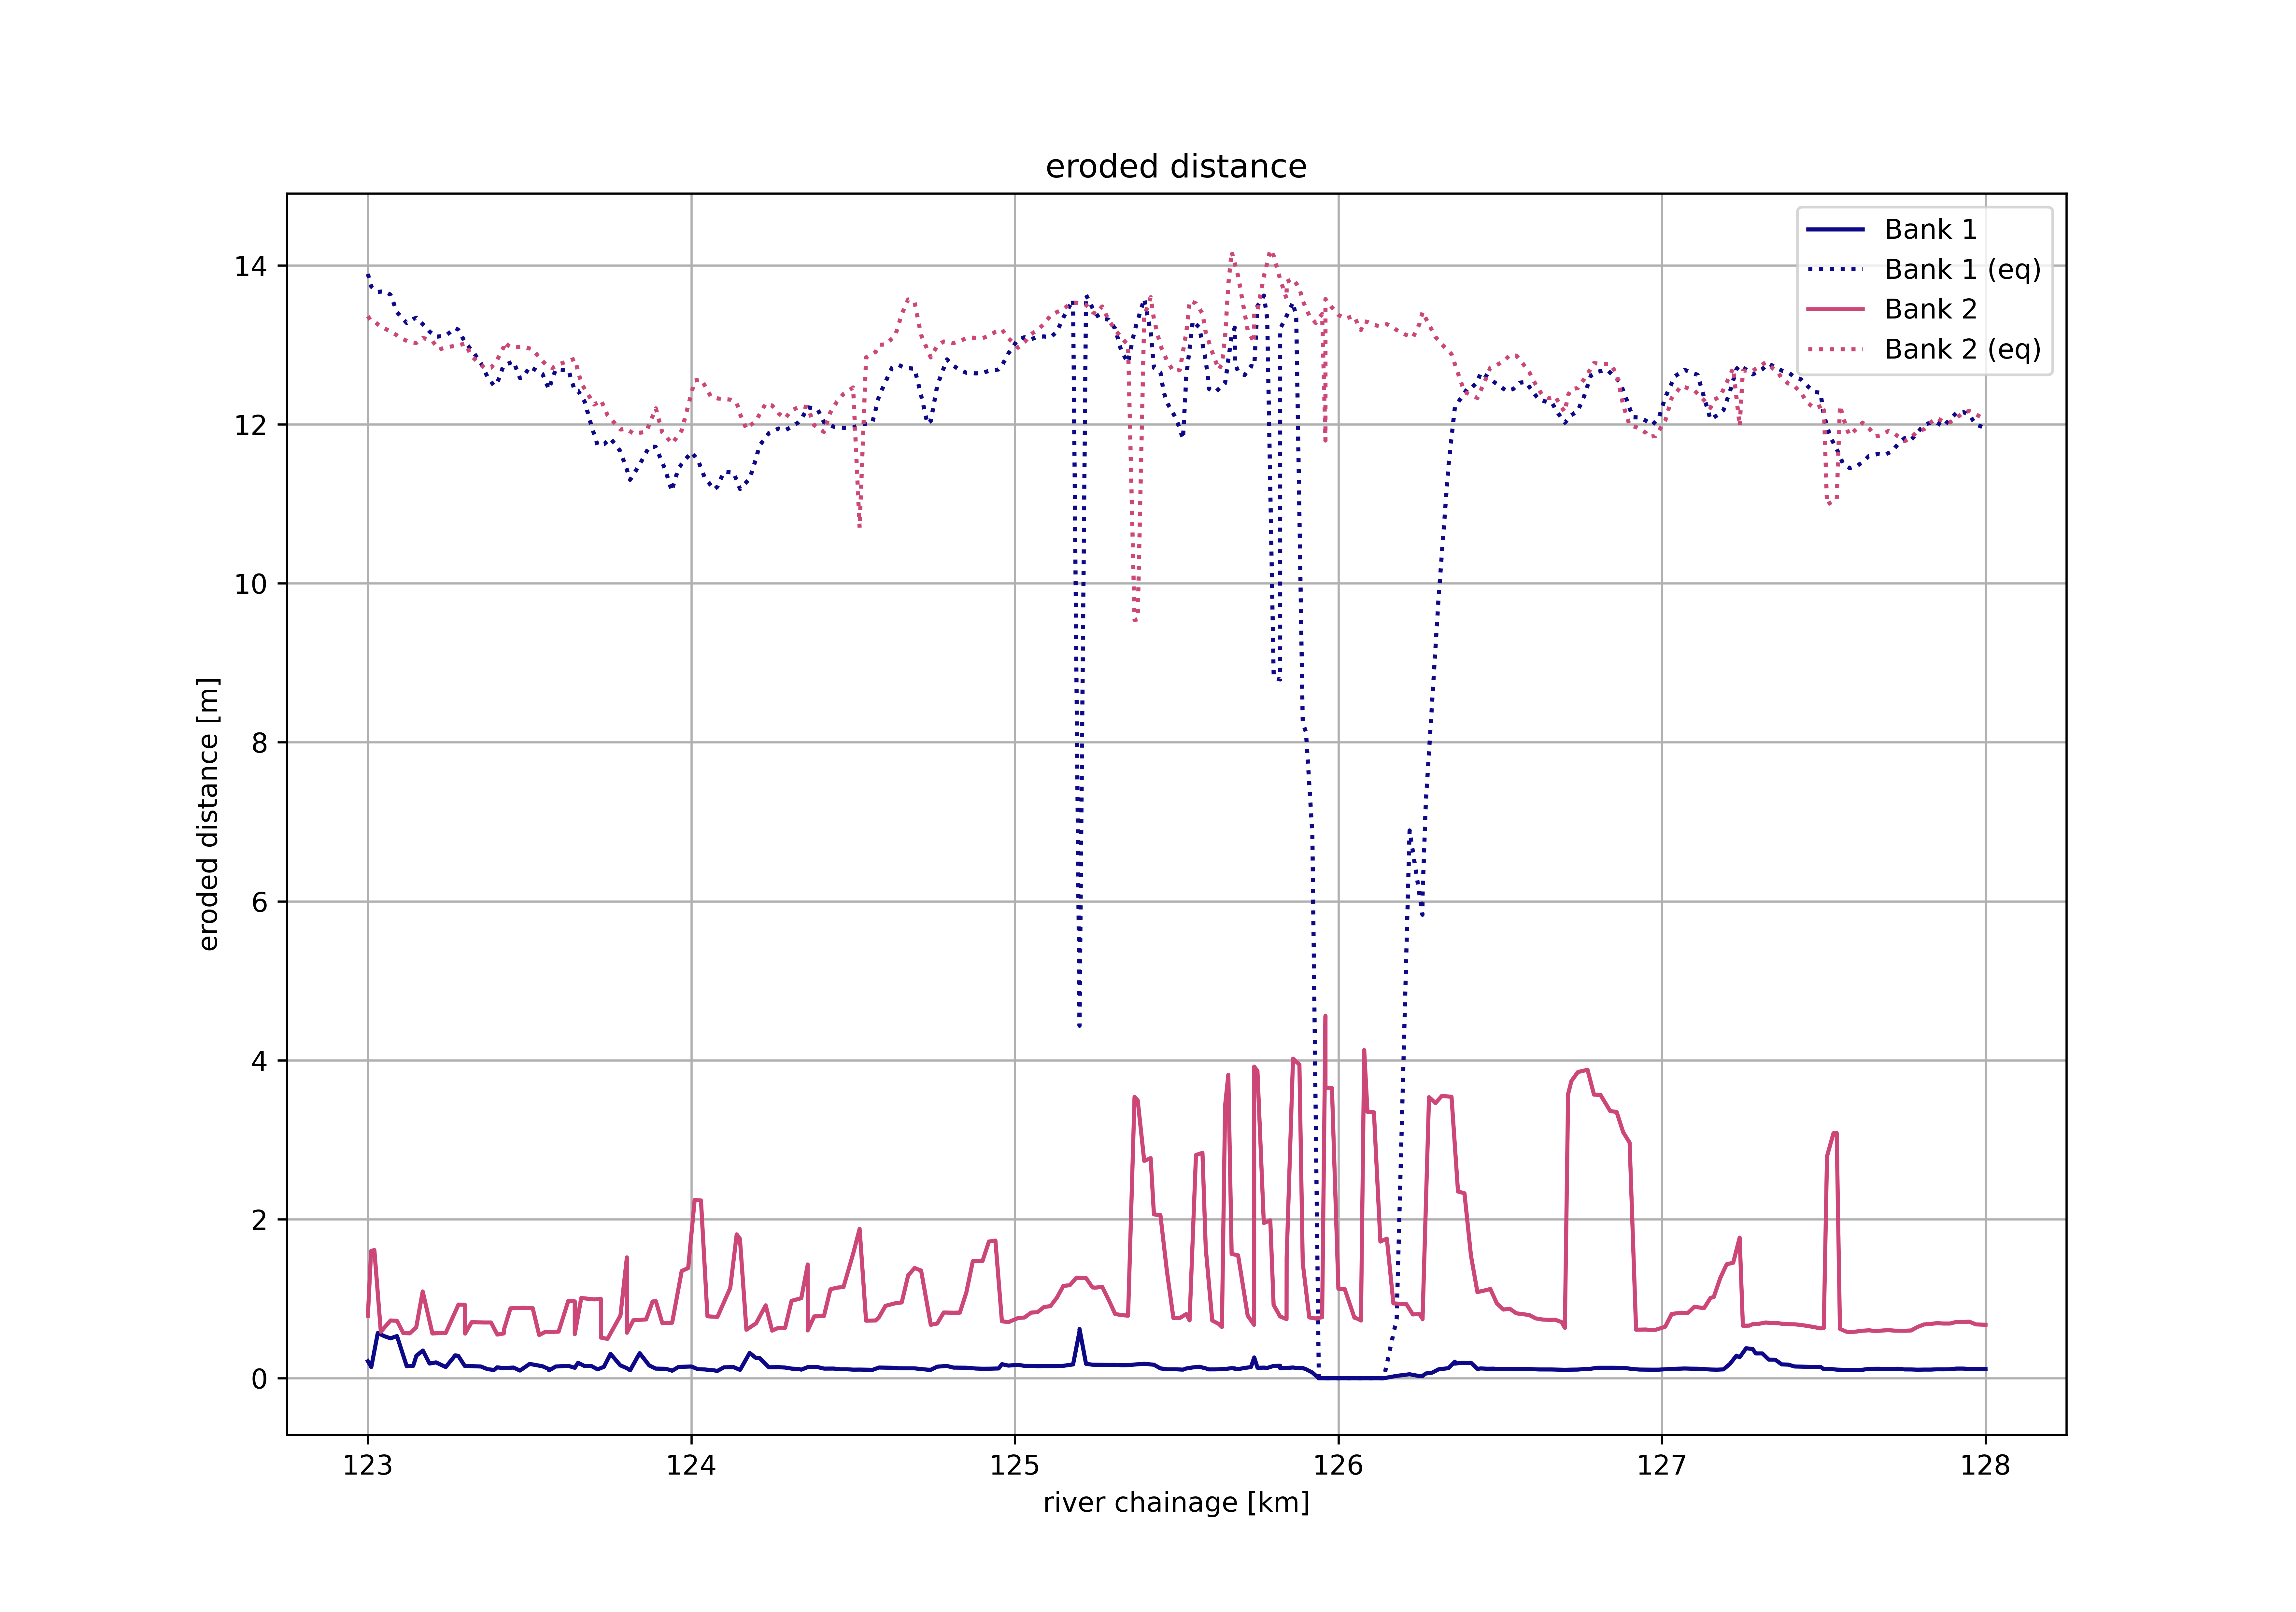 eroded distance
Bank 1
Bank 1 (eq)
Bank 2
Bank 2 (eq)
eroded distance [m]
14
12
10
8
6
4
2
0
123 124 125 126 127 128
river chainage [km]